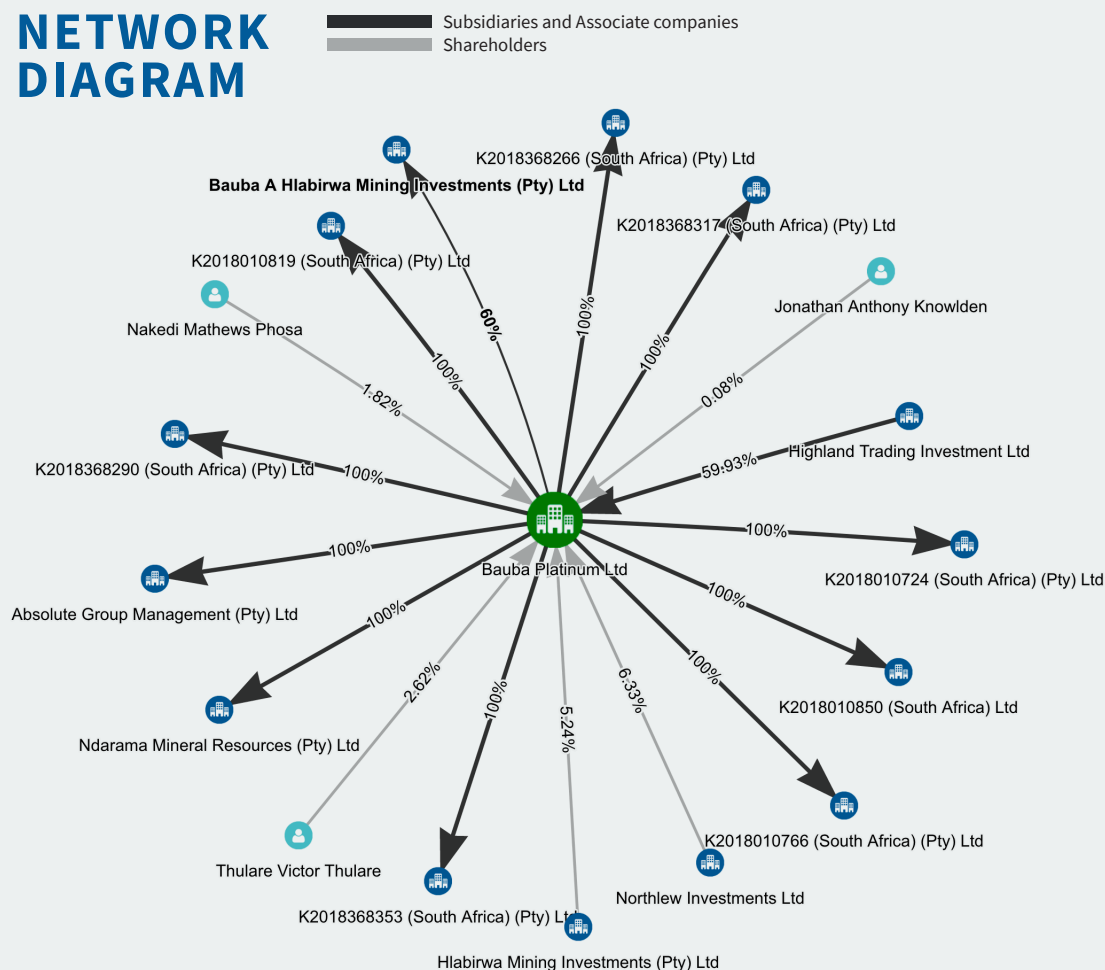 NETWORK
DIAGRAM
Subsidiaries and Associate companies
Shareholders
K2018368266 (South Africa) (Pty) Ltd
Bauba A Hlabirwa Mining Investments (Pty) Ltd
K2018368317 (South Africa) (Pty) Ltd
K2018010819 (South Africa) (Pty) Ltd
Jonathan Anthony Knowlden
Nakedi Mathews Phosa
60%
100%
100%
100%
0.08%
1.82%
Highland Trading Investment Ltd
59.93%
K2018368290 (South Africa) (Pty) Ltd
100%
100%
100%
Bauba Platinum Ltd
K2018010724 (South Africa) (Pty) Ltd
100%
Absolute Group Management (Pty) Ltd
100%
100%
2.62%
6.33%
100%
5.24%
K2018010850 (South Africa) Ltd
Ndarama Mineral Resources (Pty) Ltd
K2018010766 (South Africa) (Pty) Ltd
Thulare Victor Thulare
Northlew Investments Ltd
K2018368353 (South Africa) (Pty) Ltd
Hlabirwa Mining Investments (Pty) Ltd